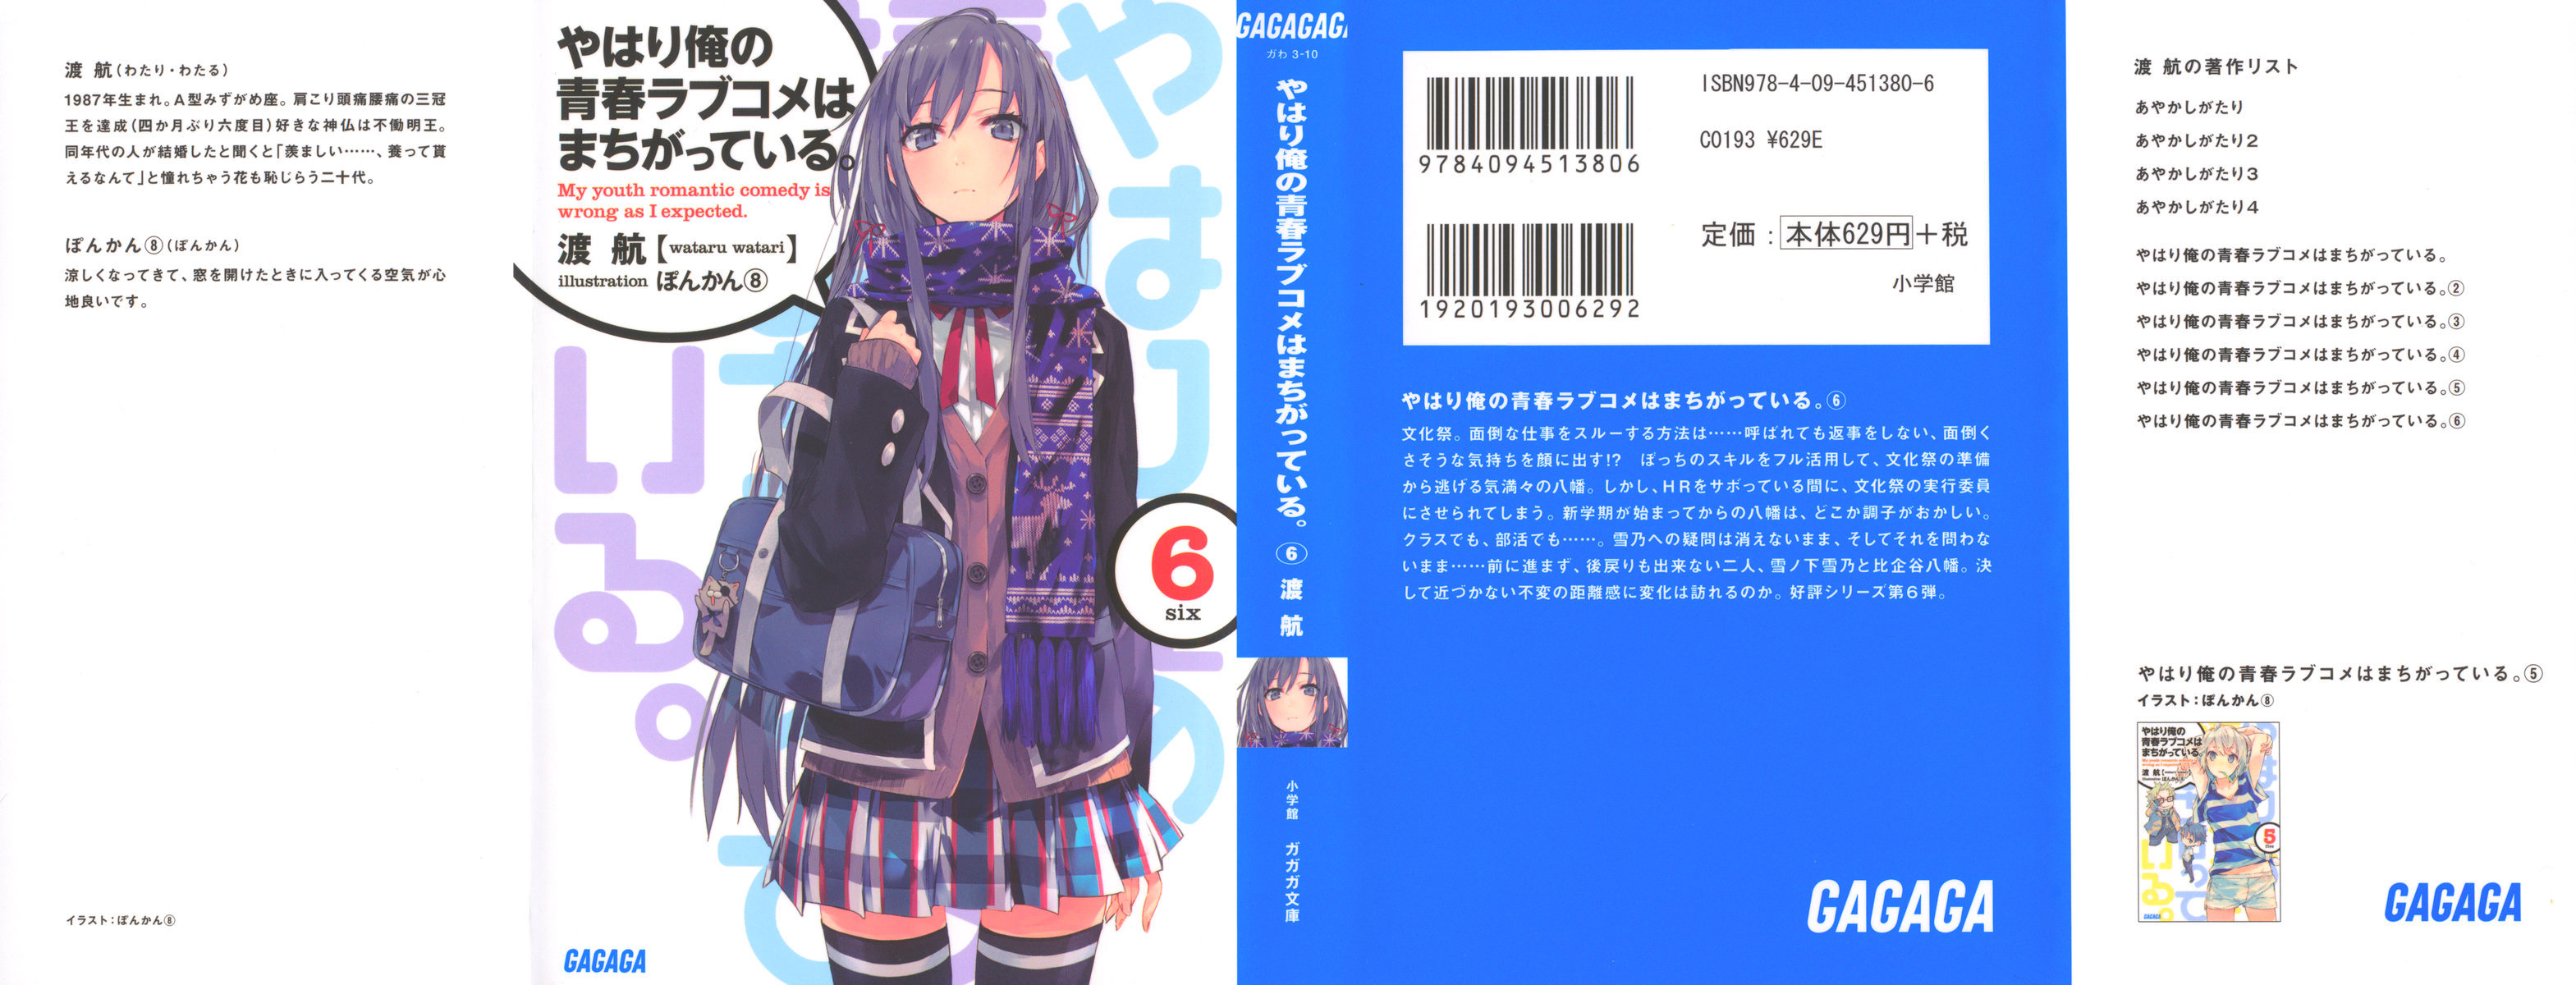 渡 航(わたり・わたる)
1987年生まれ。A型みずがめ座。肩こり頭痛腰痛の三冠
王を達成(四か月ぶり六度目)好きな神仏は不働明王。
同年代の人が結婚したと聞くと「羨ましい……、養って貰
えるなんて」と憧れちゃう花も恥じらう二十代。
ぽんかん⑧(ぽんかん)
涼しくなってきて、窓を開けたときに入ってくる空気が心
地良いです。
イラスト:ぽんかん⑧
やはり俺の
青春ラブコメは
まちがっている。
My youth romantic comedy is
wrong as I expected.
渡 航【wataru watari】
illustration ぽんかん⑧
6
six
GAGAGA
GAGAGAGA
ガわ 3-10
やはり俺の青春ラブコメはまちがっている。⑥ 渡 航
小学館 ガガガ文庫
ISBN978-4-09-451380-6
9784094513806
C0193 ¥629E
定価:本体629円+税
1920193006292
小学館
やはり俺の青春ラブコメはまちがっている。⑥
文化祭。面倒な仕事をスルーする方法は……呼ばれても返事をしない、面倒く
さそうな気持ちを顔に出す!? ぼっちのスキルをフル活用して、文化祭の準備
から逃げる気満々の八幡。しかし、HRをサボっている間に、文化祭の実行委員
にさせられてしまう。新学期が始まってからの八幡は、どこか調子がおかしい。
クラスでも、部活でも……。雪乃への疑問は消えないまま、そしてそれを問わな
いまま……前に進まず、後戻りも出来ない二人、雪ノ下雪乃と比企谷八幡。決
して近づかない不変の距離感に変化は訪れるのか。好評シリーズ第6弾。
GAGAGA
渡 航の著作リスト
あやかしがたり
あやかしがたり2
あやかしがたり3
あやかしがたり4
やはり俺の青春ラブコメはまちがっている。
やはり俺の青春ラブコメはまちがっている。②
やはり俺の青春ラブコメはまちがっている。③
やはり俺の青春ラブコメはまちがっている。④
やはり俺の青春ラブコメはまちがっている。⑤
やはり俺の青春ラブコメはまちがっている。⑥
やはり俺の青春ラブコメはまちがっている。⑤
イラスト:ぽんかん⑧
やはり俺の
青春ラブコメは
まちがっている。
渡 航
5
GAGAGA
GAGAGA